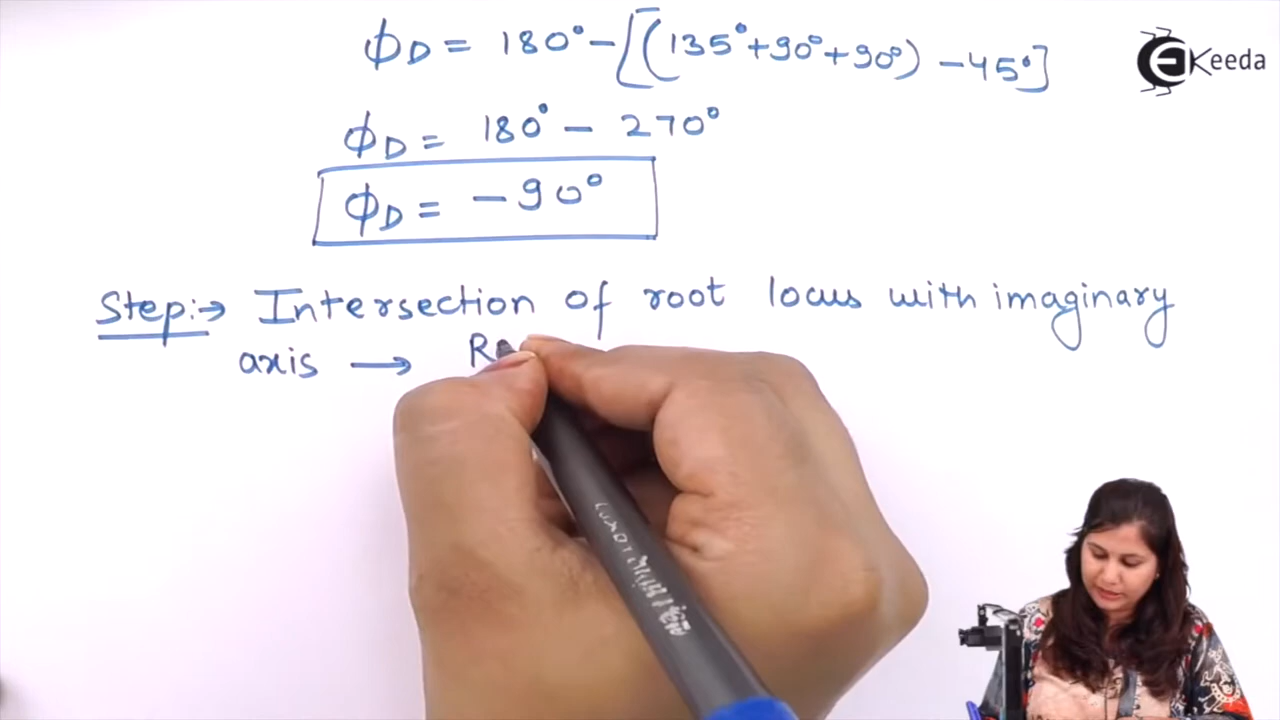 ϕD = 180° - [(135° + 90° + 90°) - 45°]
ϕD = 180° - 270°
ϕD = -90°
Step:→ Intersection of root locus with imaginary
axis → R
EKeeda